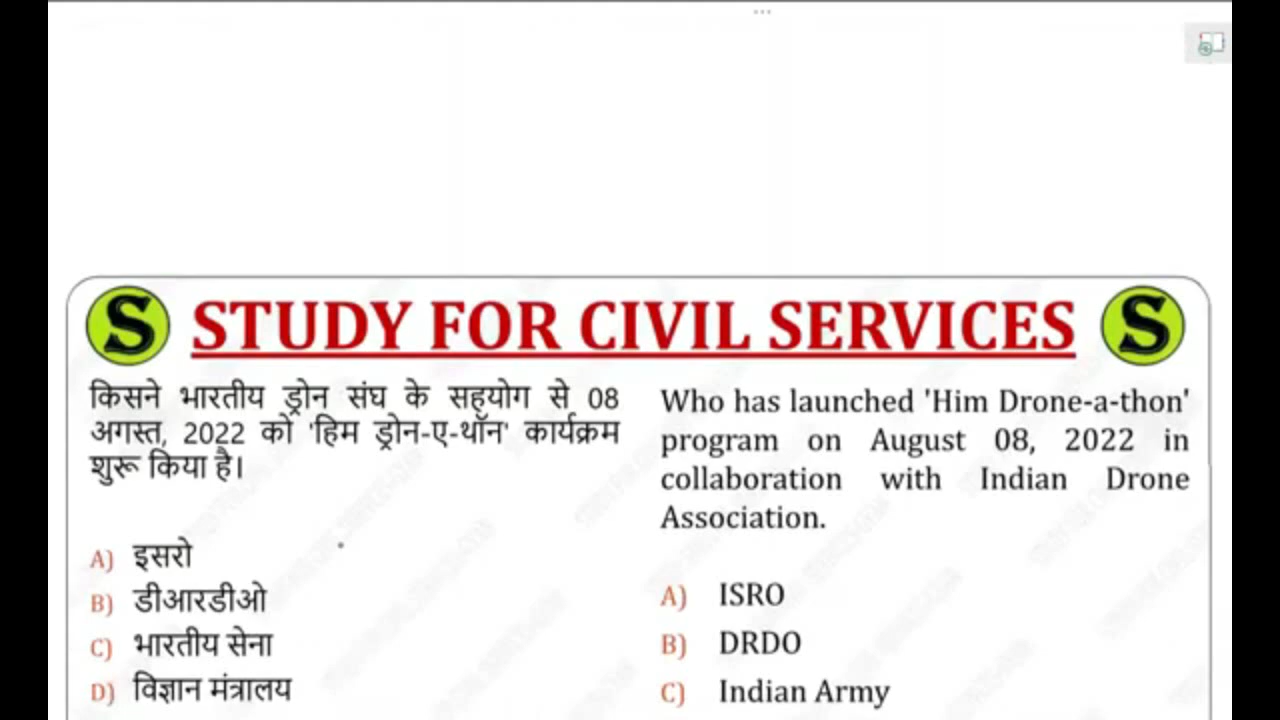 S STUDY FOR CIVIL SERVICES S
किसने भारतीय ड्रोन संघ के सहयोग से 08
अगस्त, 2022 को 'हिम ड्रोन-ए-थॉन' कार्यक्रम
शुरू किया है।
A) इसरो
B) डीआरडीओ
C) भारतीय सेना
D) विज्ञान मंत्रालय
Who has launched 'Him Drone-a-thon'
program on August 08, 2022 in
collaboration with Indian Drone
Association.
A) ISRO
B) DRDO
C) Indian Army